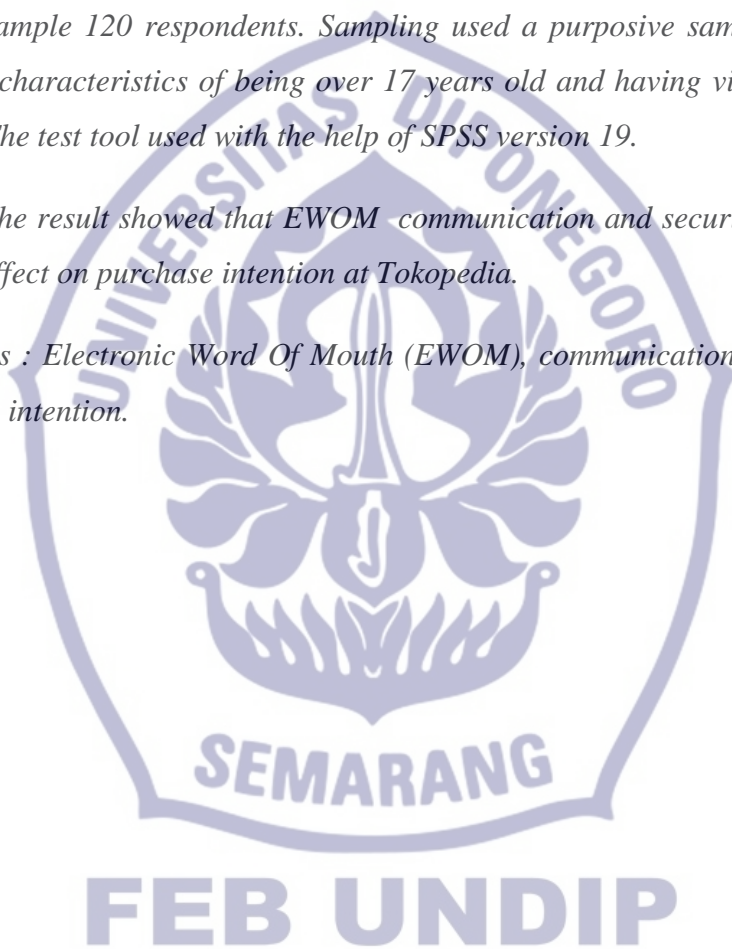 ample 120 respondents. Sampling used a purposive sam
characteristics of being over 17 years old and having vi
he test tool used with the help of SPSS version 19.
he result showed that EWOM communication and secur
ffect on purchase intention at Tokopedia.
s : Electronic Word Of Mouth (EWOM), communication
intention.
UNIVERSITAS DIPONEGORO
SEMARANG
FEB UNDIP